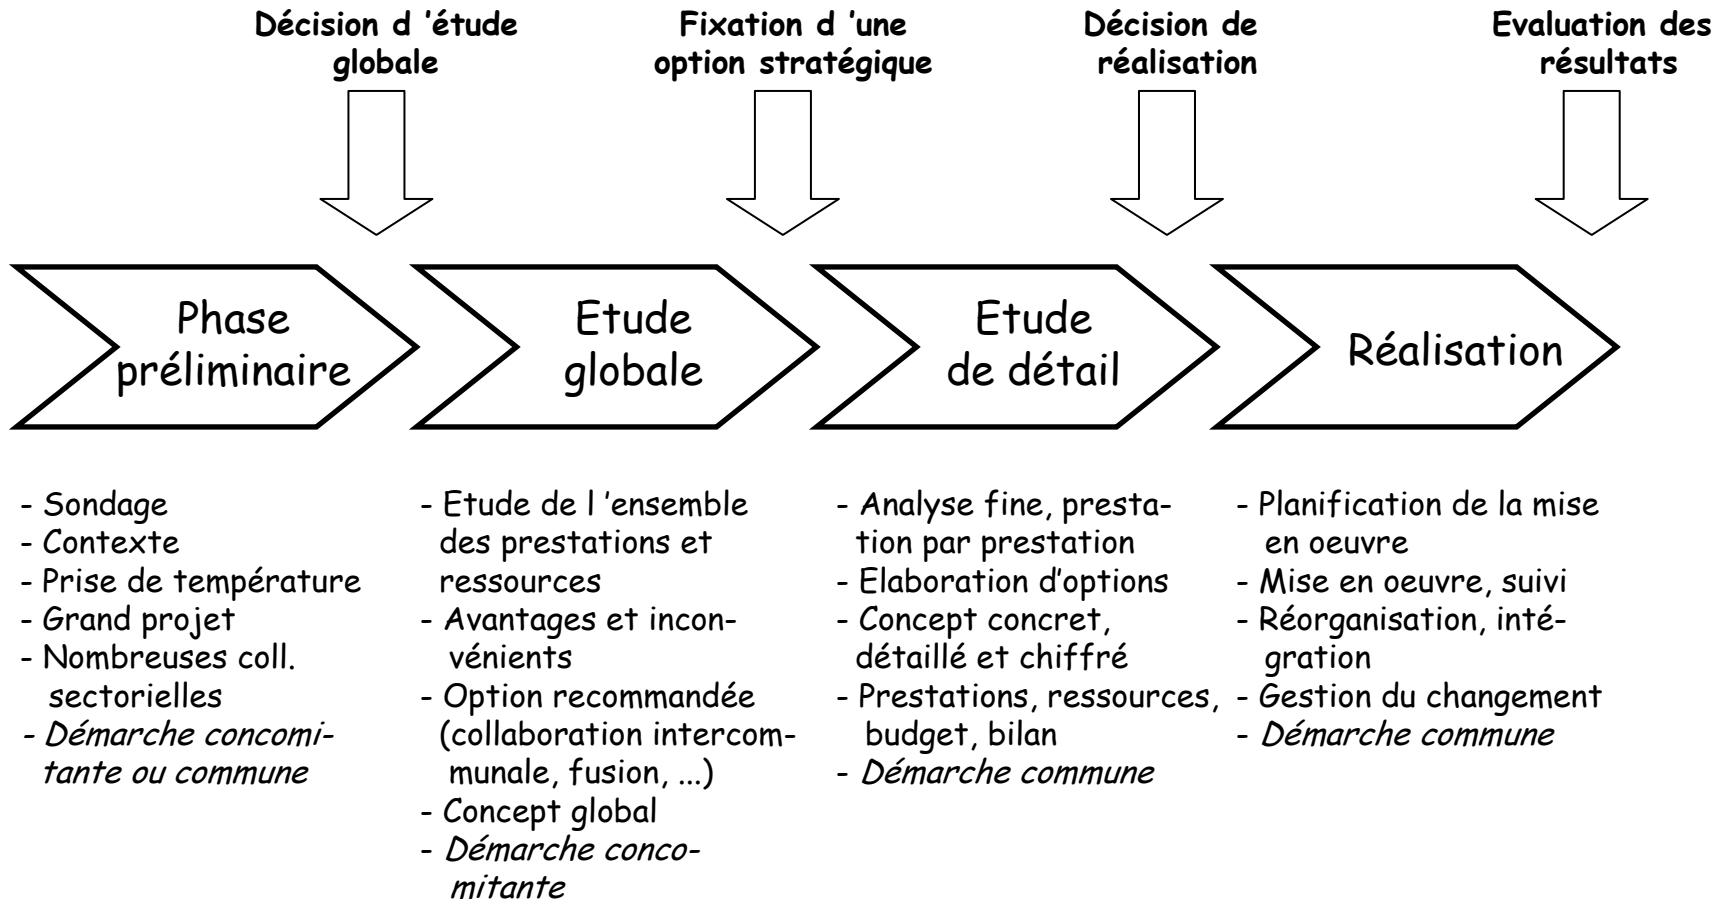 Décision d ’étude
globale
Fixation d ’une
option stratégique
Décision de
réalisation
Evaluation des
résultats
Phase
préliminaire
Etude
globale
Etude
de détail
Réalisation
- Sondage
- Contexte
- Prise de température
- Grand projet
- Nombreuses coll.
sectorielles
- Démarche concomi-
tante ou commune
- Etude de l ’ensemble
des prestations et
ressources
- Avantages et incon-
vénients
- Option recommandée
(collaboration intercom-
munale, fusion, ...)
- Concept global
- Démarche conco-
mitante
- Analyse fine, presta-
tion par prestation
- Elaboration d’options
- Concept concret,
détaillé et chiffré
- Prestations, ressources,
budget, bilan
- Démarche commune
- Planification de la mise
en oeuvre
- Mise en oeuvre, suivi
- Réorganisation, inté-
gration
- Gestion du changement
- Démarche commune